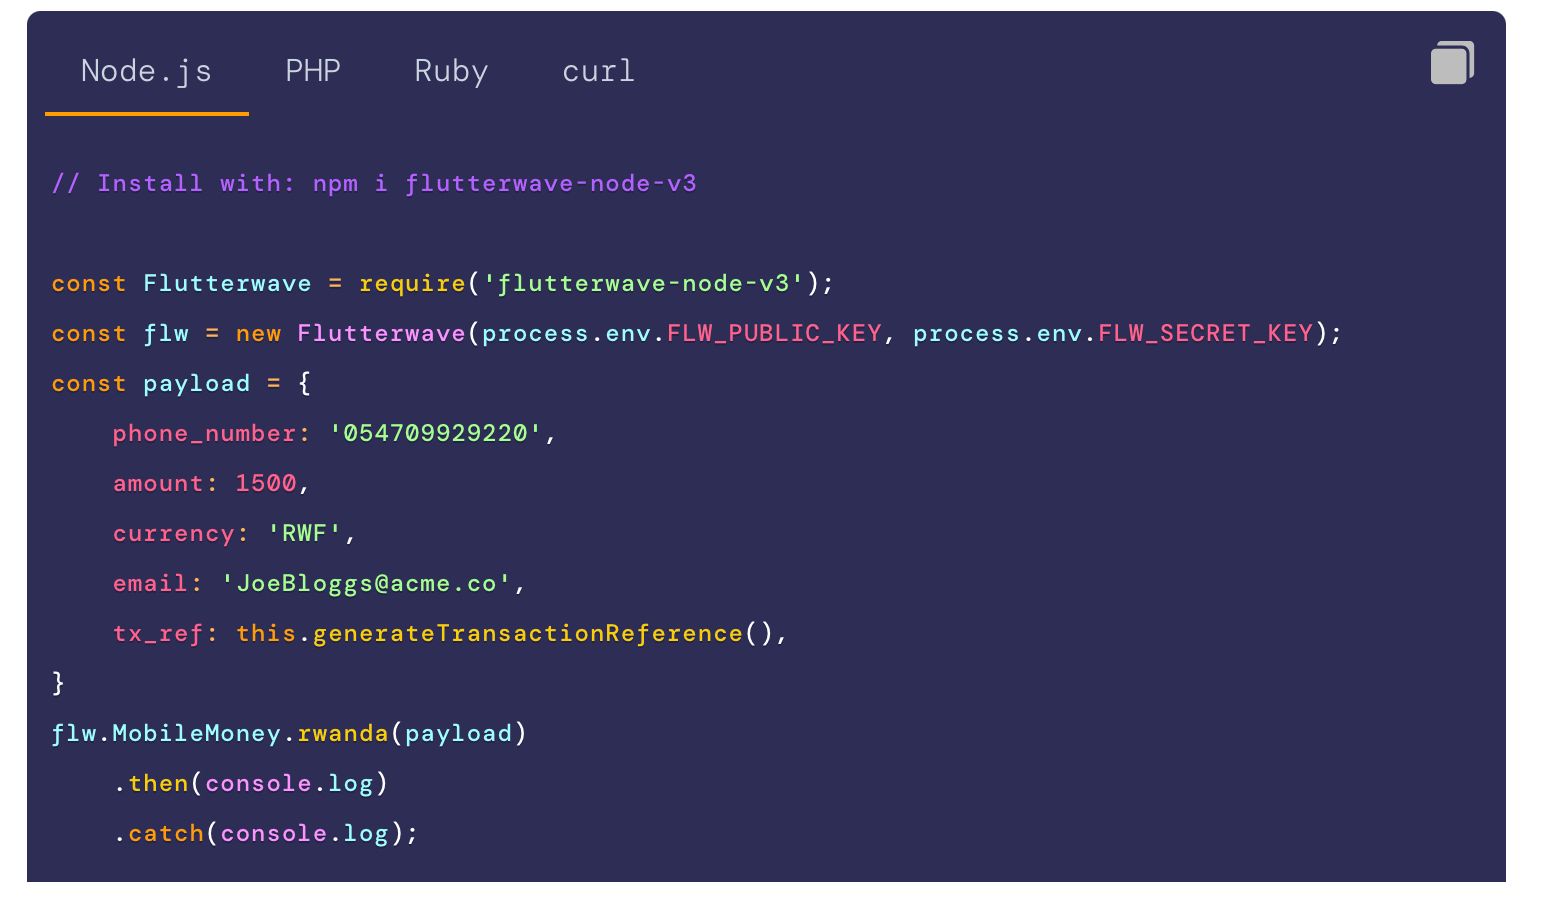 Node.js PHP Ruby curl
// Install with: npm i flutterwave-node-v3
const Flutterwave = require('flutterwave-node-v3');
const flw = new Flutterwave(process.env.FLW_PUBLIC_KEY, process.env.FLW_SECRET_KEY);
const payload = {
    phone_number: '054709929220',
    amount: 1500,
    currency: 'RWF',
    email: 'JoeBloggs@acme.co',
    tx_ref: this.generateTransactionReference(),
}
flw.MobileMoney.rwanda(payload)
    .then(console.log)
    .catch(console.log);